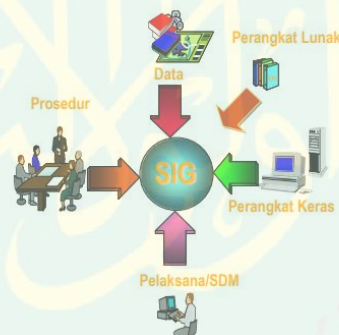 Perangkat Lunak
Data
Prosedur
SIG
Perangkat Keras
Pelaksana/SDM